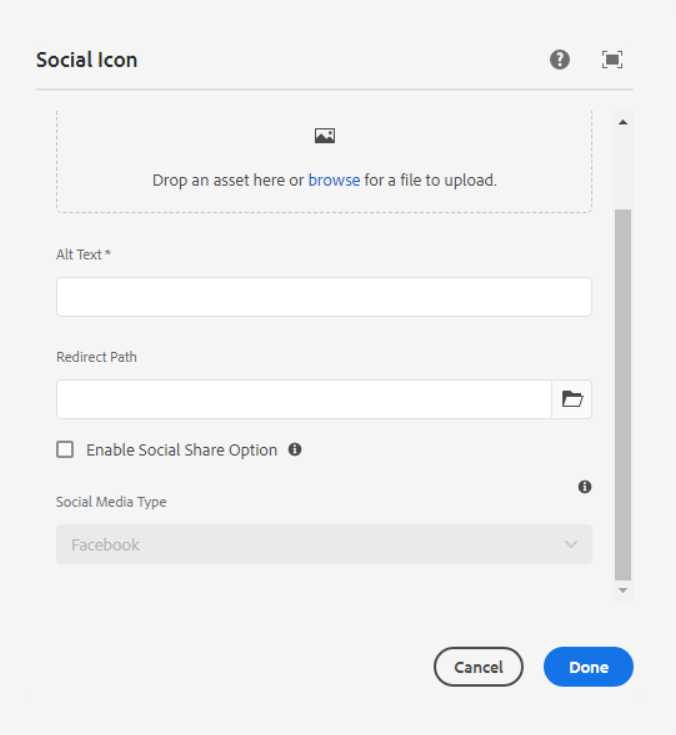 Social Icon
Drop an asset here or browse for a file to upload.
Alt Text *
Redirect Path
Enable Social Share Option
Social Media Type
Facebook
Cancel
Done